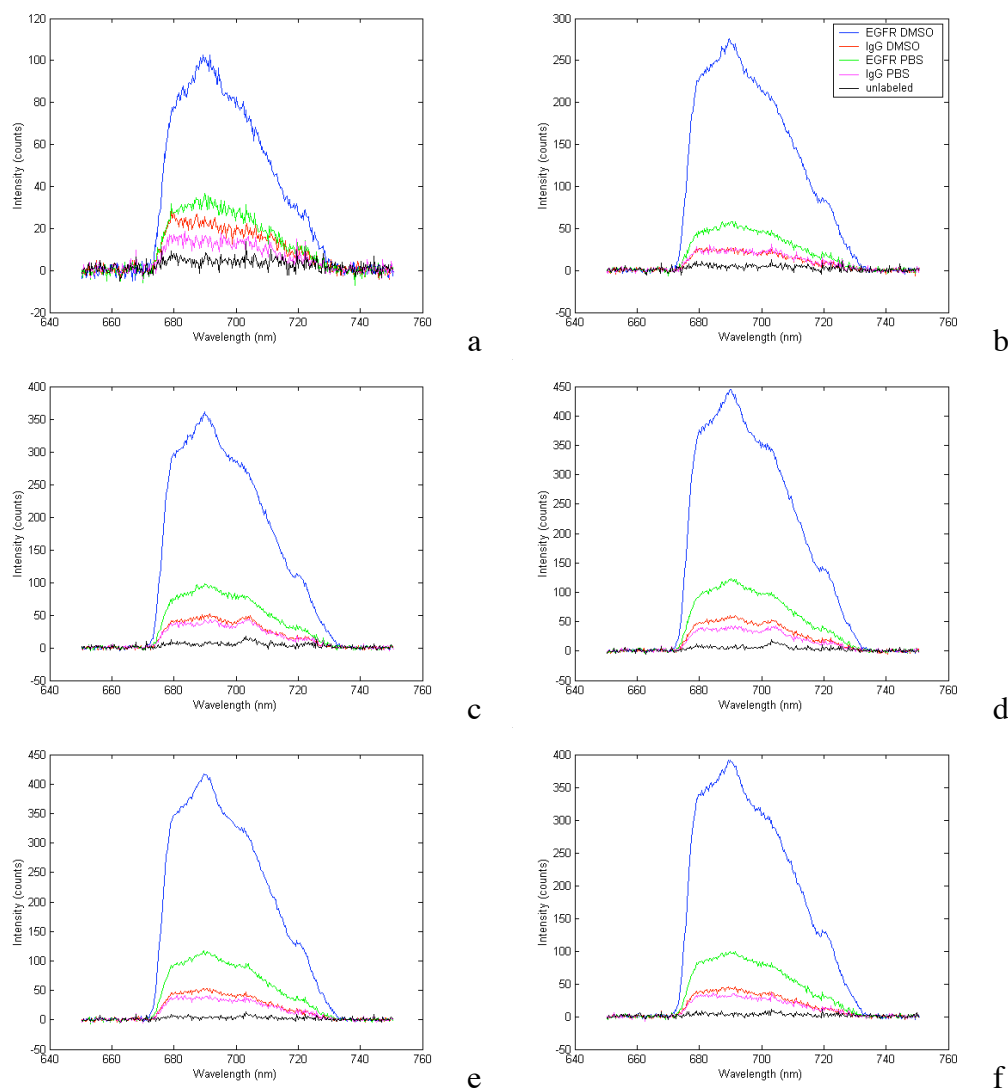 120
100
80
60
40
20
0
-20
640 660 680 700 720 740 760
Intensity (counts)
Wavelength (nm)
a
300
250
200
150
100
50
0
-50
640 660 680 700 720 740 760
Intensity (counts)
Wavelength (nm)
EGFR DMSO
IgG DMSO
EGFR PBS
IgG PBS
unlabeled
b
400
350
300
250
200
150
100
50
0
-50
640 660 680 700 720 740 760
Intensity (counts)
Wavelength (nm)
c
450
400
350
300
250
200
150
100
50
0
-50
640 660 680 700 720 740 760
Intensity (counts)
Wavelength (nm)
d
450
400
350
300
250
200
150
100
50
0
-50
640 660 680 700 720 740 760
Intensity (counts)
Wavelength (nm)
e
400
350
300
250
200
150
100
50
0
-50
640 660 680 700 720 740 760
Intensity (counts)
Wavelength (nm)
f